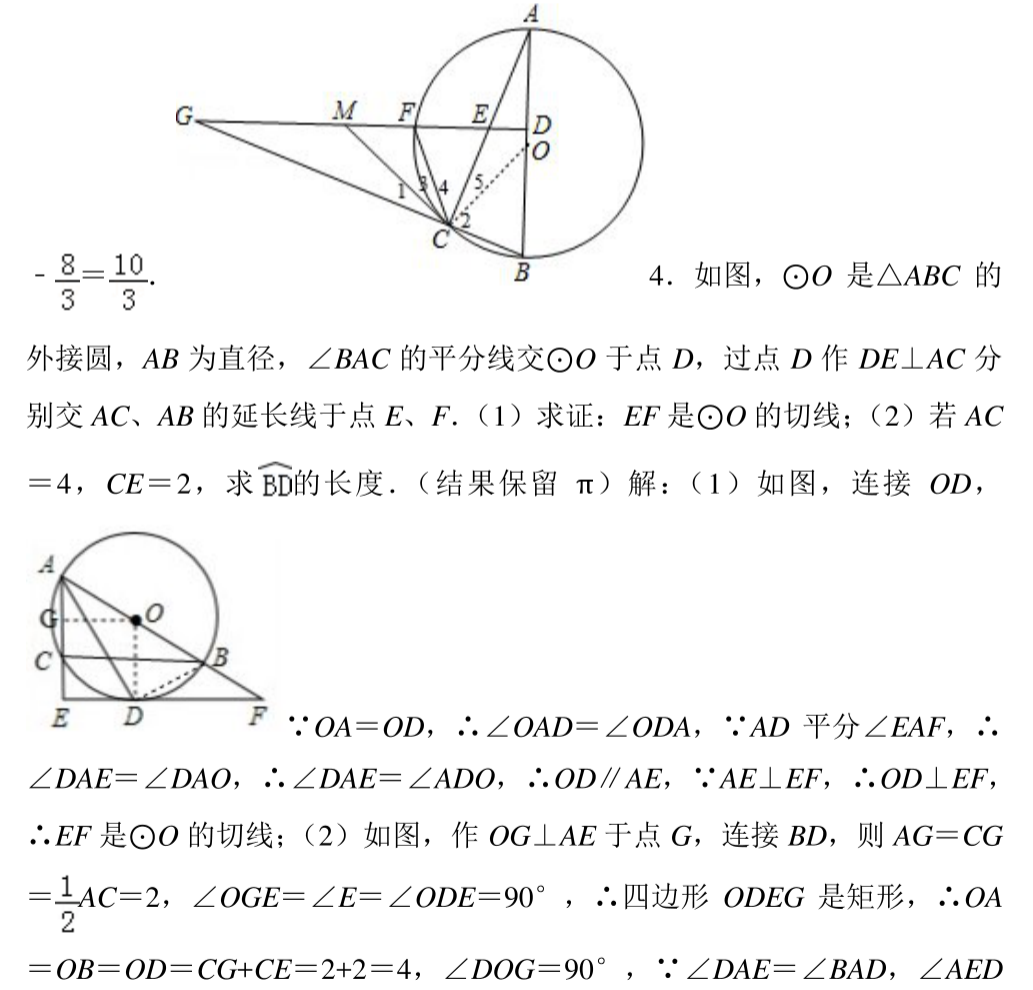 A
G M F E D
O
1 3 4 5
2
C
B
-8/3=10/3. 4．如图，⊙O 是△ABC 的
外接圆，AB 为直径，∠BAC 的平分线交⊙O 于点 D，过点 D 作 DE⊥AC 分
别交 AC、AB 的延长线于点 E、F．（1）求证：EF 是⊙O 的切线；（2）若 AC
＝4，CE＝2，求BD⌢的长度．（结果保留 π）解：（1）如图，连接 OD，
A
G O
C B
E D F ∵OA＝OD，∴∠OAD＝∠ODA，∵AD 平分∠EAF，∴
∠DAE＝∠DAO，∴∠DAE＝∠ADO，∴OD∥AE，∵AE⊥EF，∴OD⊥EF，
∴EF 是⊙O 的切线；（2）如图，作 OG⊥AE 于点 G，连接 BD，则 AG＝CG
＝1/2AC＝2，∠OGE＝∠E＝∠ODE＝90°，∴四边形 ODEG 是矩形，∴OA
＝OB＝OD＝CG+CE＝2+2＝4，∠DOG＝90°，∵∠DAE＝∠BAD，∠AED